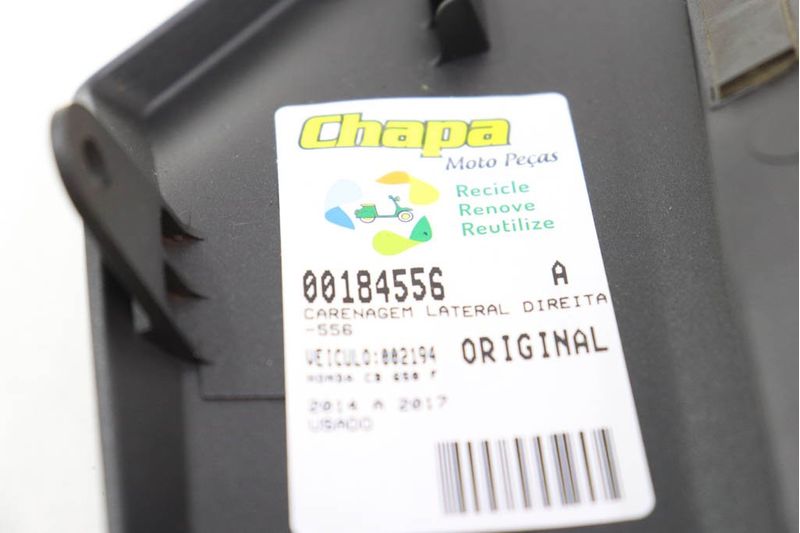 Chapa
Moto Peças
Recicle
Renove
Reutilize
00184556 A
CARENAGEM LATERAL DIREITA
-556
VEICULO:002194 ORIGINAL
HONDA CB 650 F
2014 A 2017
USADO